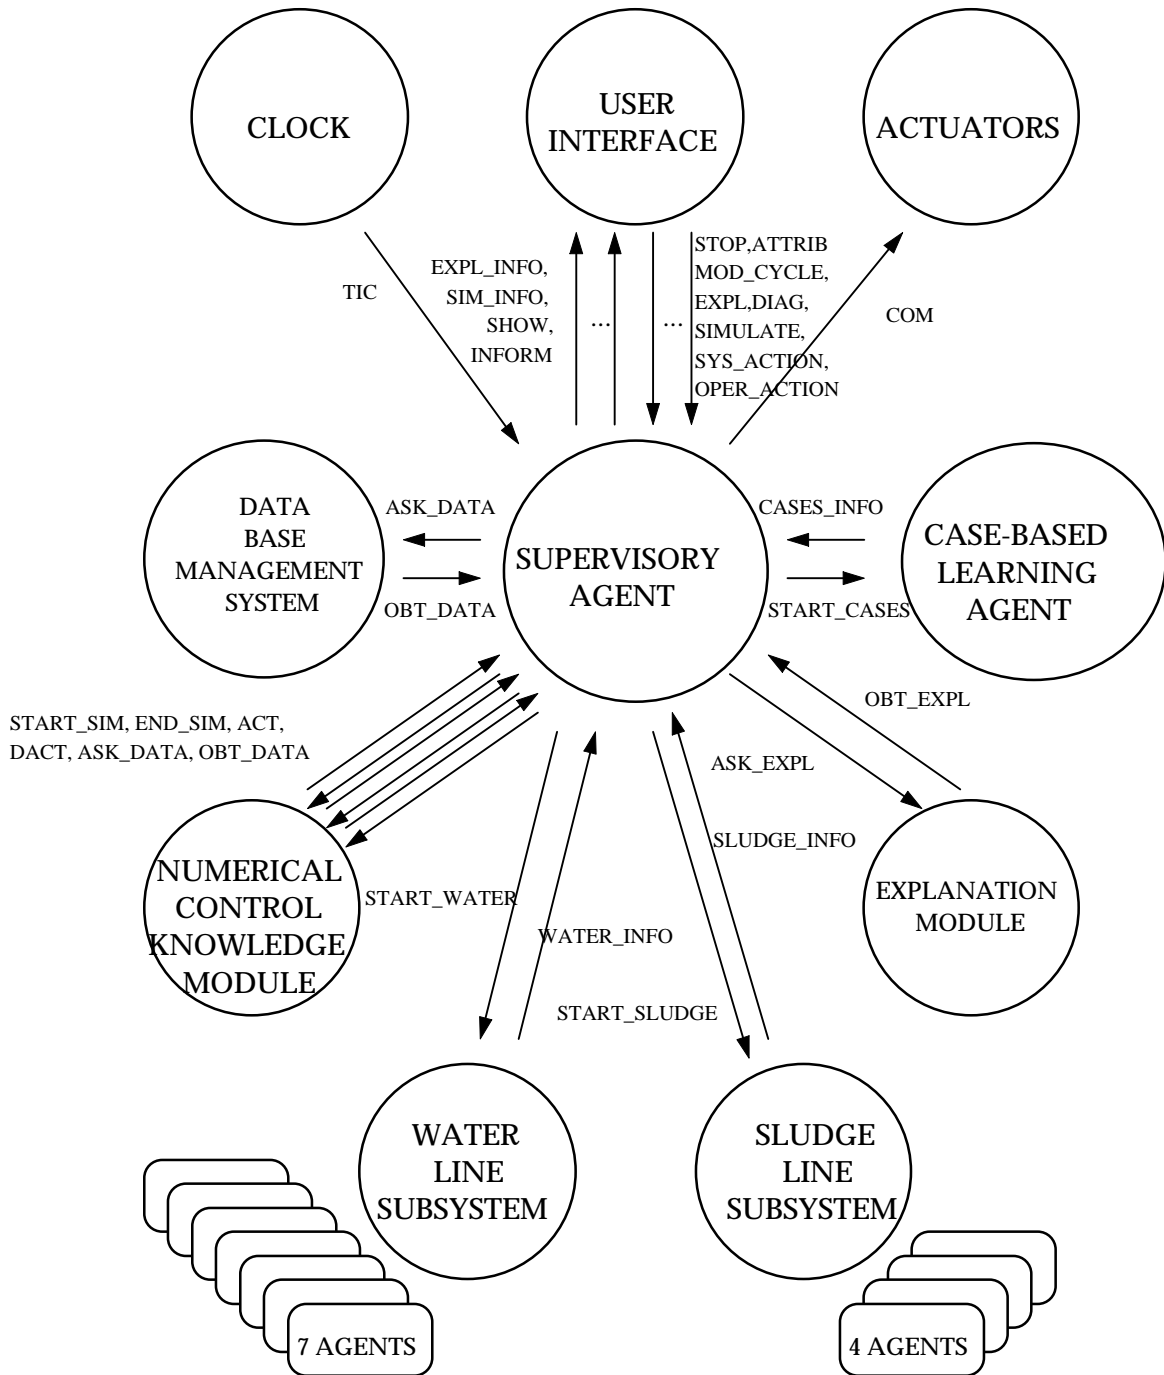 CLOCK
USER
INTERFACE
ACTUATORS
TIC
EXPL_INFO,
SIM_INFO,
SHOW,
INFORM
...
...
STOP,ATTRIB
MOD_CYCLE,
EXPL,DIAG,
SIMULATE,
SYS_ACTION,
OPER_ACTION
COM
DATA
BASE
MANAGEMENT
SYSTEM
ASK_DATA
OBT_DATA
SUPERVISORY
AGENT
CASES_INFO
START_CASES
CASE-BASED
LEARNING
AGENT
START_SIM, END_SIM, ACT,
DACT, ASK_DATA, OBT_DATA
OBT_EXPL
ASK_EXPL
NUMERICAL
CONTROL
KNOWLEDGE
MODULE
START_WATER
WATER_INFO
SLUDGE_INFO
START_SLUDGE
EXPLANATION
MODULE
WATER
LINE
SUBSYSTEM
SLUDGE
LINE
SUBSYSTEM
7 AGENTS
4 AGENTS